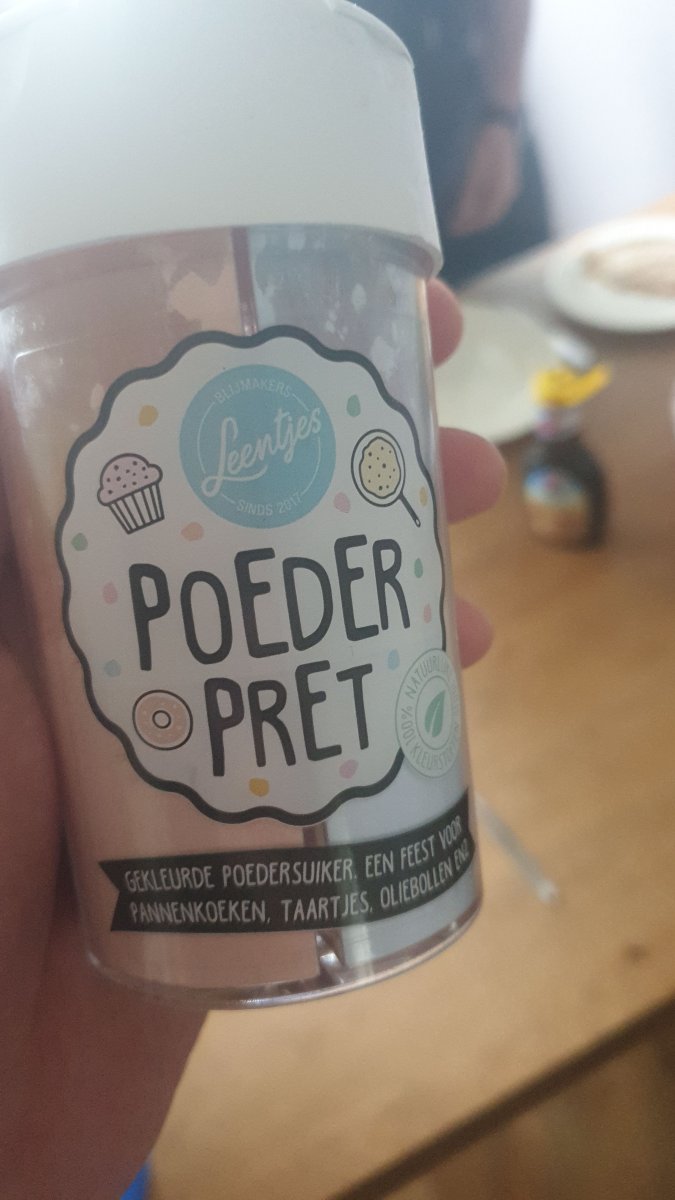 BLIJMAKERS
Leentjes
SINDS 2017
POEDER
PRET
100% NATUURLIJKE
KLEURSTOFFEN
GEKLEURDE POEDERSUIKER. EEN FEEST VOOR
PANNENKOEKEN, TAARTJES, OLIEBOLLEN ENZ.